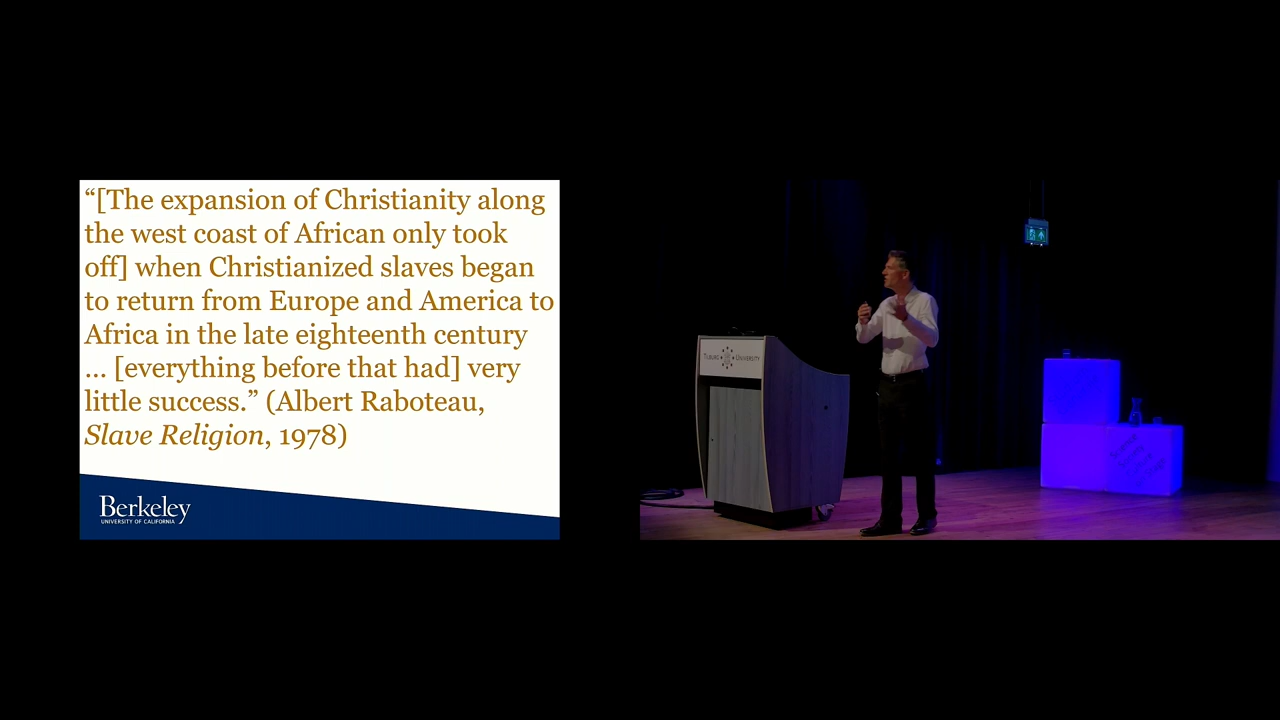 “[The expansion of Christianity along
the west coast of African only took
off] when Christianized slaves began
to return from Europe and America to
Africa in the late eighteenth century
... [everything before that had] very
little success.” (Albert Raboteau,
Slave Religion, 1978)
Berkeley
UNIVERSITY OF CALIFORNIA
TILBURG UNIVERSITY